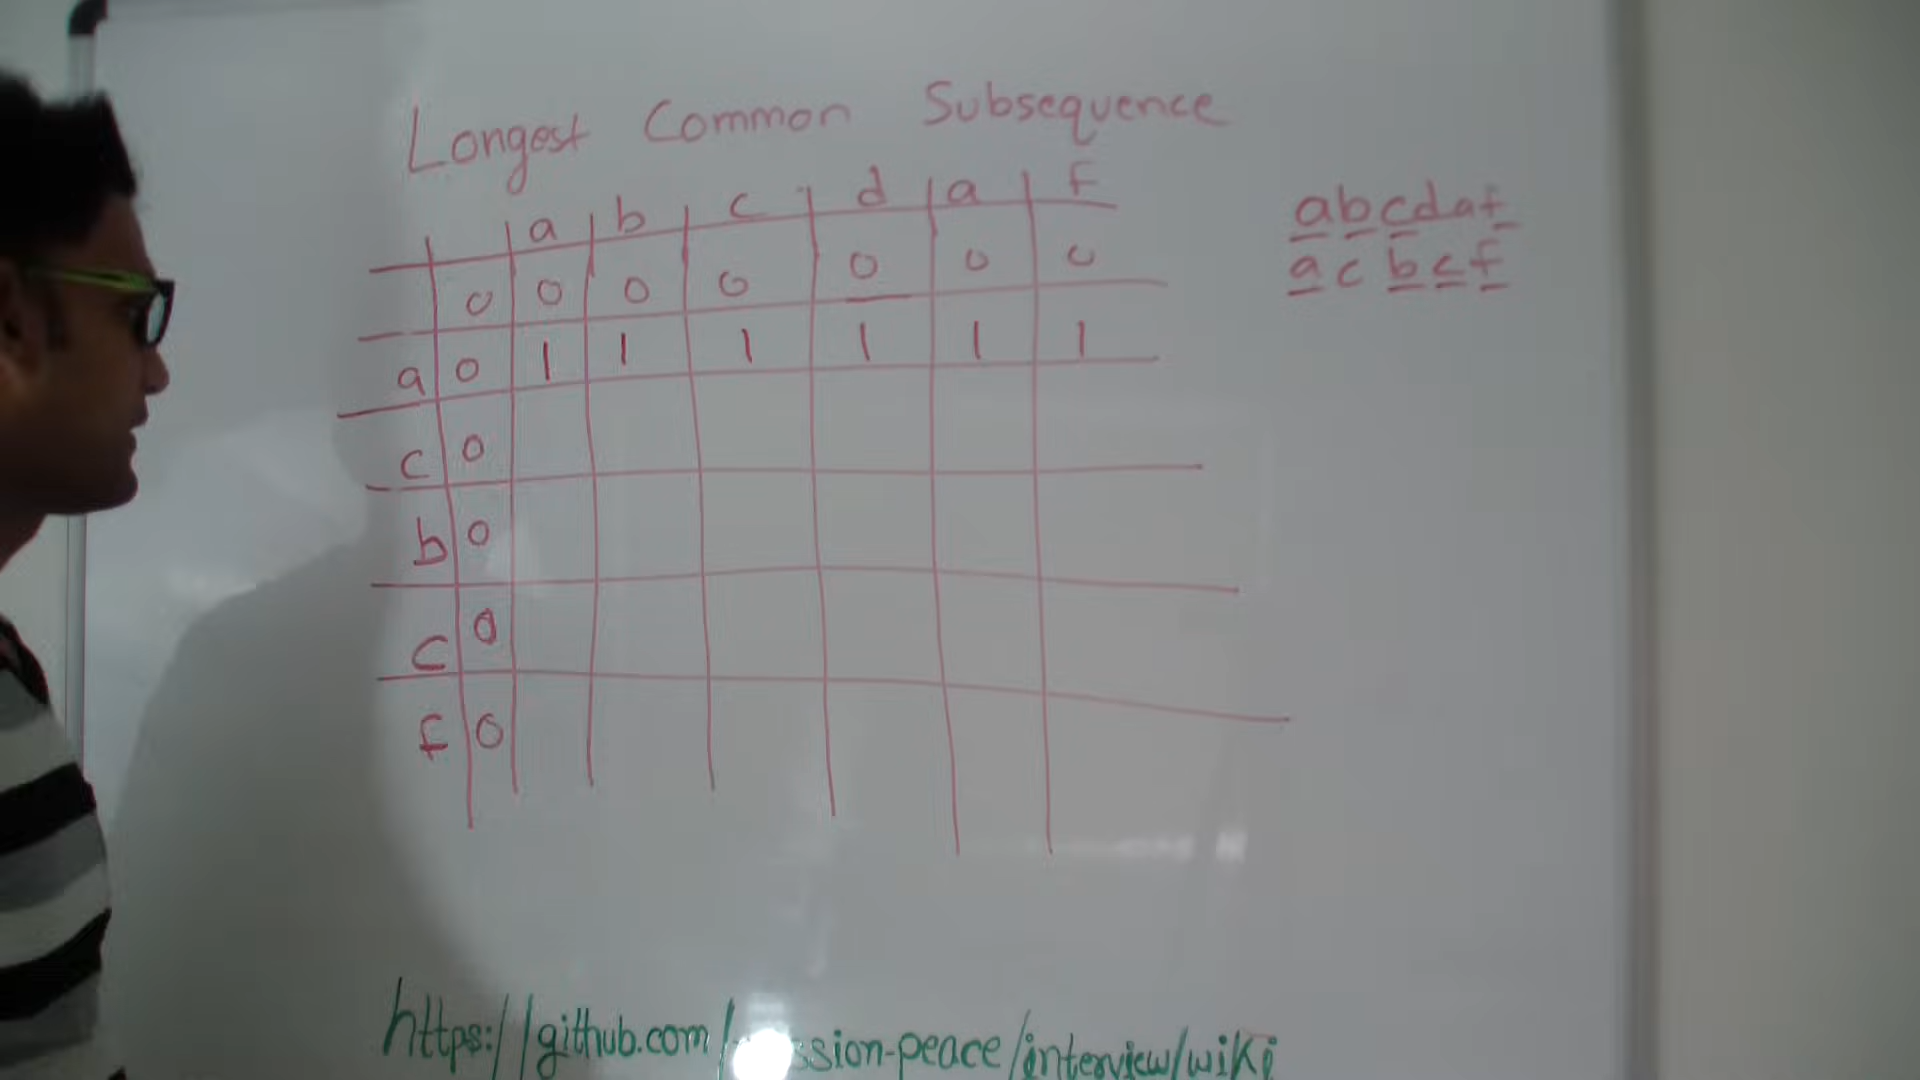 Longest Common Subsequence
a b c d a f
0 0 0 0 0 0 0
a 0 1 1 1 1 1 1
c 0
b 0
c 0
f 0
abcdaf
acbcf
https://github.com/ssion-peace/interview/wiki